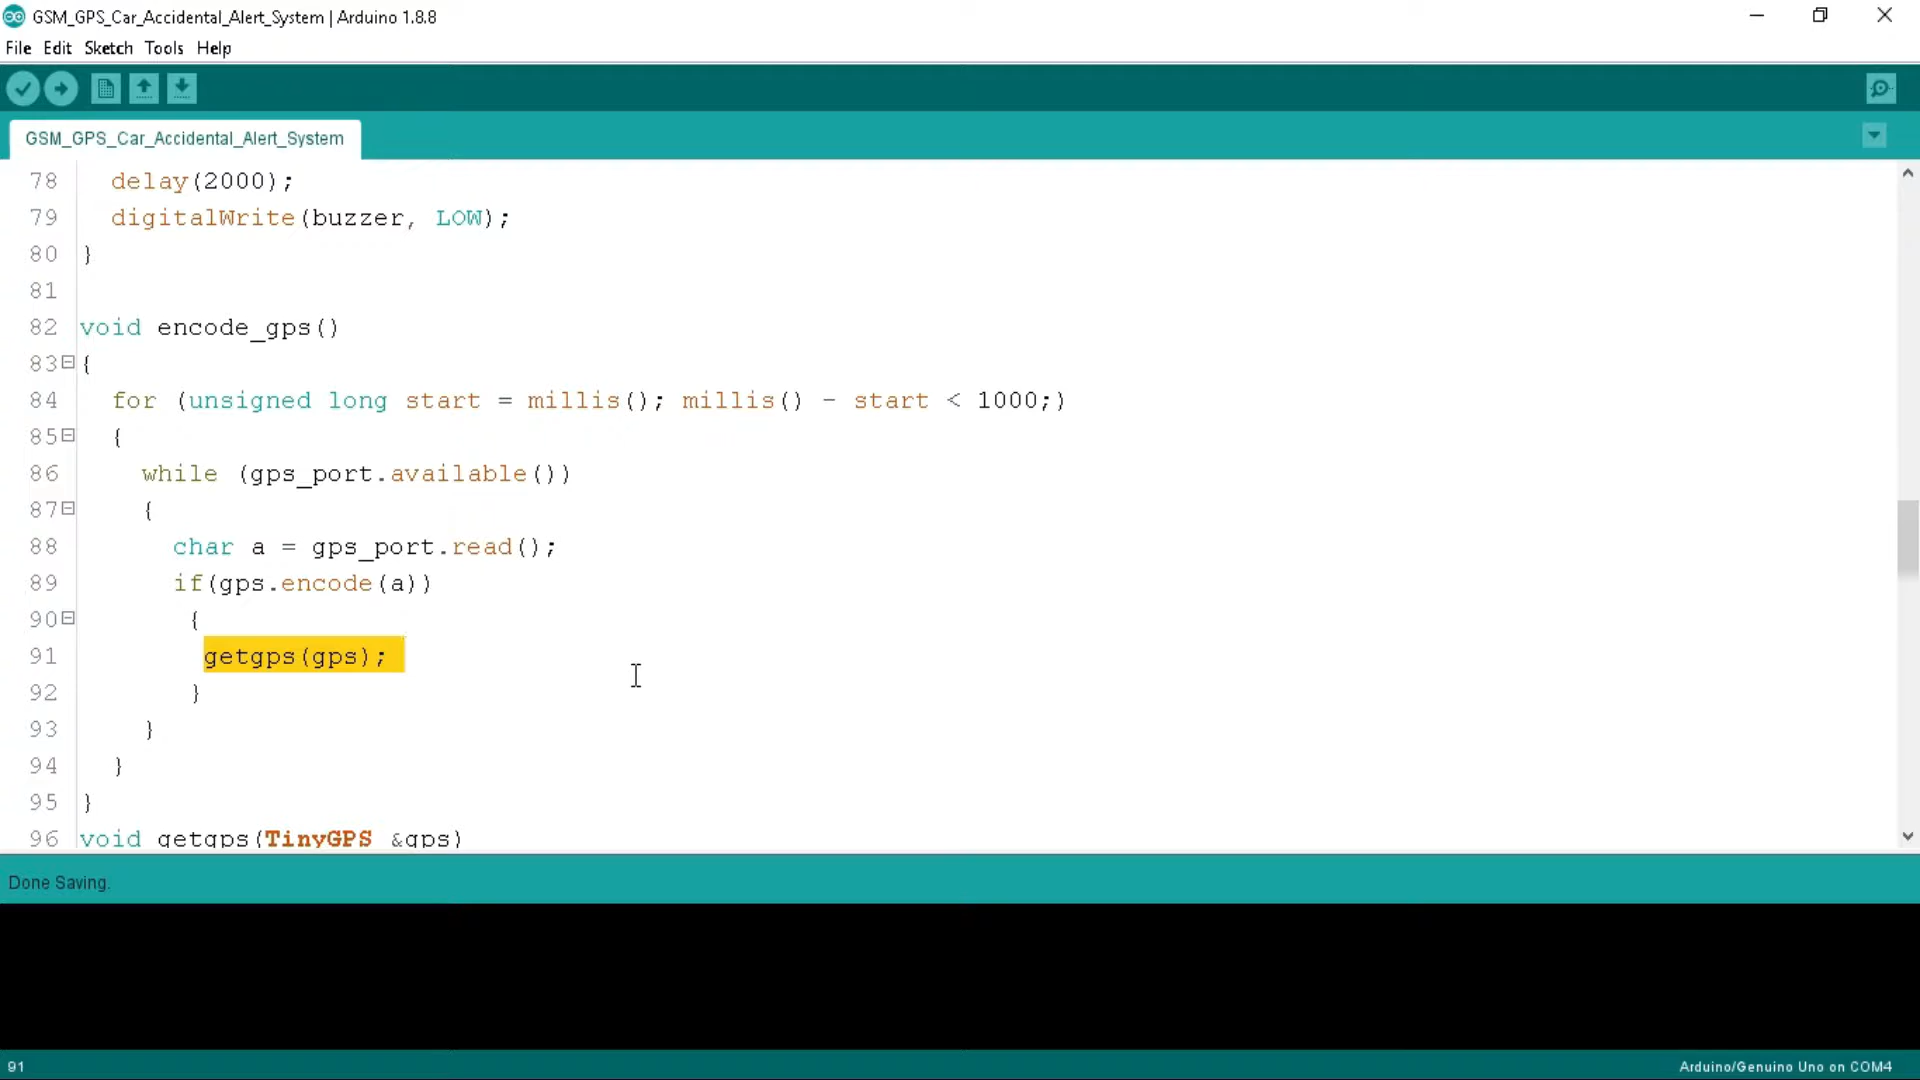 GSM_GPS_Car_Accidental_Alert_System | Arduino 1.8.8
File Edit Sketch Tools Help
GSM_GPS_Car_Accidental_Alert_System
78 delay(2000);
79 digitalWrite(buzzer, LOW);
80 }
81
82 void encode_gps()
83 {
84 for (unsigned long start = millis(); millis() - start < 1000;)
85 {
86 while (gps_port.available())
87 {
88 char a = gps_port.read();
89 if(gps.encode(a))
90 {
91 getgps(gps);
92 }
93 }
94 }
95 }
96 void getgps(TinyGPS &gps)
Done Saving.
91 Arduino/Genuino Uno on COM4